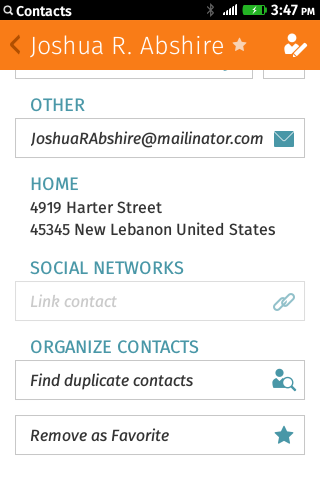 Contacts 3:47 PM
Joshua R. Abshire
OTHER
JoshuaRAbshire@mailinator.com
HOME
4919 Harter Street
45345 New Lebanon United States
SOCIAL NETWORKS
Link contact
ORGANIZE CONTACTS
Find duplicate contacts
Remove as Favorite